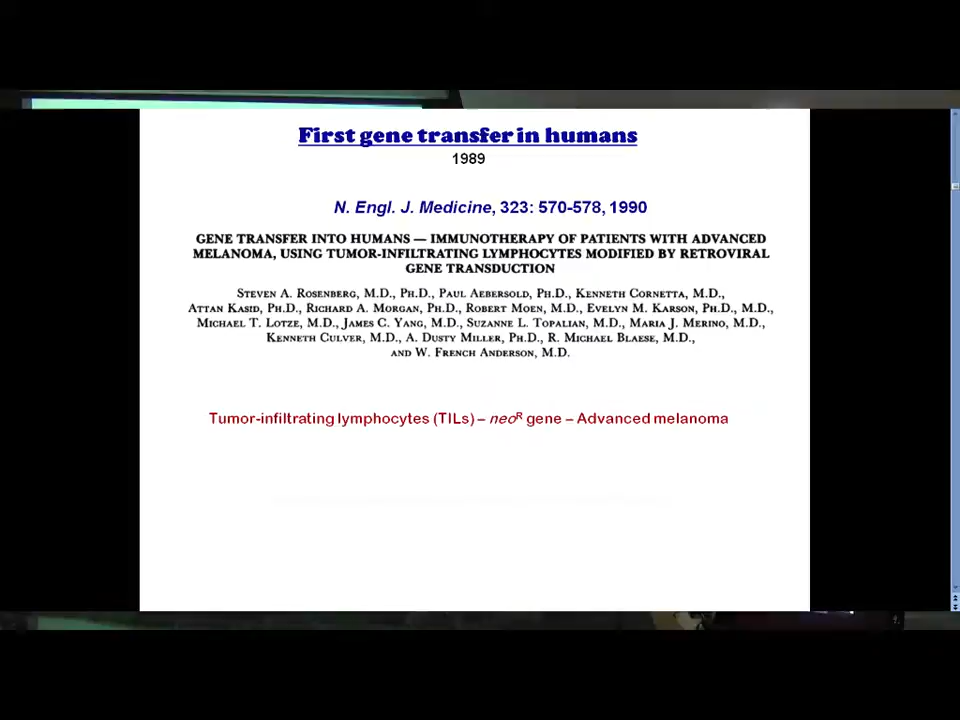 First gene transfer in humans
1989
N. Engl. J. Medicine, 323: 570-578, 1990
GENE TRANSFER INTO HUMANS — IMMUNOTHERAPY OF PATIENTS WITH ADVANCED
MELANOMA, USING TUMOR-INFILTRATING LYMPHOCYTES MODIFIED BY RETROVIRAL
GENE TRANSDUCTION
STEVEN A. ROSENBERG, M.D., PH.D., PAUL AEBERSOLD, PH.D., KENNETH CORNETTA, M.D.,
ATTAN KASID, PH.D., RICHARD A. MORGAN, PH.D., ROBERT MOEN, M.D., EVELYN M. KARSON, PH.D., M.D.,
MICHAEL T. LOTZE, M.D., JAMES C. YANG, M.D., SUZANNE L. TOPALIAN, M.D., MARIA J. MERINO, M.D.,
KENNETH CULVER, M.D., A. DUSTY MILLER, PH.D., R. MICHAEL BLAESE, M.D.,
AND W. FRENCH ANDERSON, M.D.
Tumor-infiltrating lymphocytes (TILs) – neoR gene – Advanced melanoma